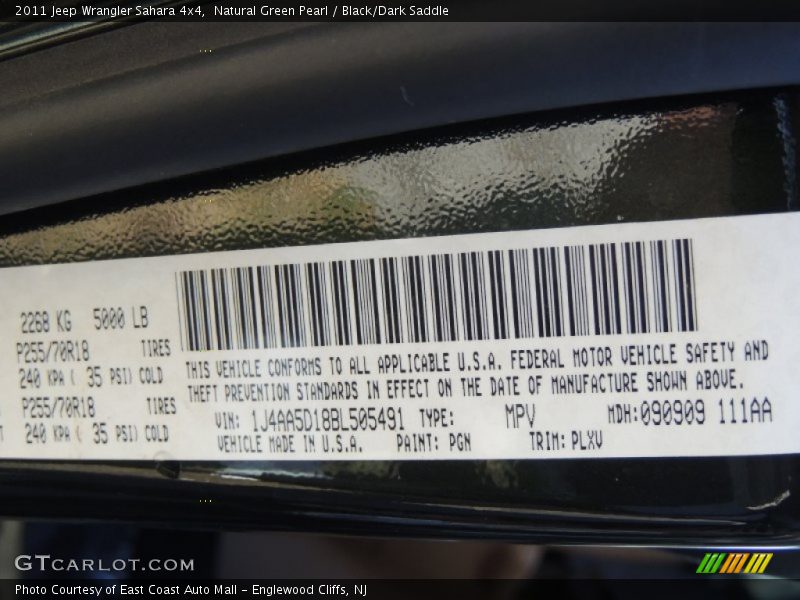 2011 Jeep Wrangler Sahara 4x4,  Natural Green Pearl / Black/Dark Saddle
2268 KG 5000 LB
P255/70R18 TIRES
240 KPA ( 35 PSI) COLD
P255/70R18 TIRES
240 KPA ( 35 PSI) COLD
THIS VEHICLE CONFORMS TO ALL APPLICABLE U.S.A. FEDERAL MOTOR VEHICLE SAFETY AND
THEFT PREVENTION STANDARDS IN EFFECT ON THE DATE OF MANUFACTURE SHOWN ABOVE.
VIN: 1J4AA5D18BL505491 TYPE: MPV MDH:090909 111AA
VEHICLE MADE IN U.S.A. PAINT: PGN TRIM: PLXV
GTCARLOT.COM
Photo Courtesy of East Coast Auto Mall – Englewood Cliffs, NJ